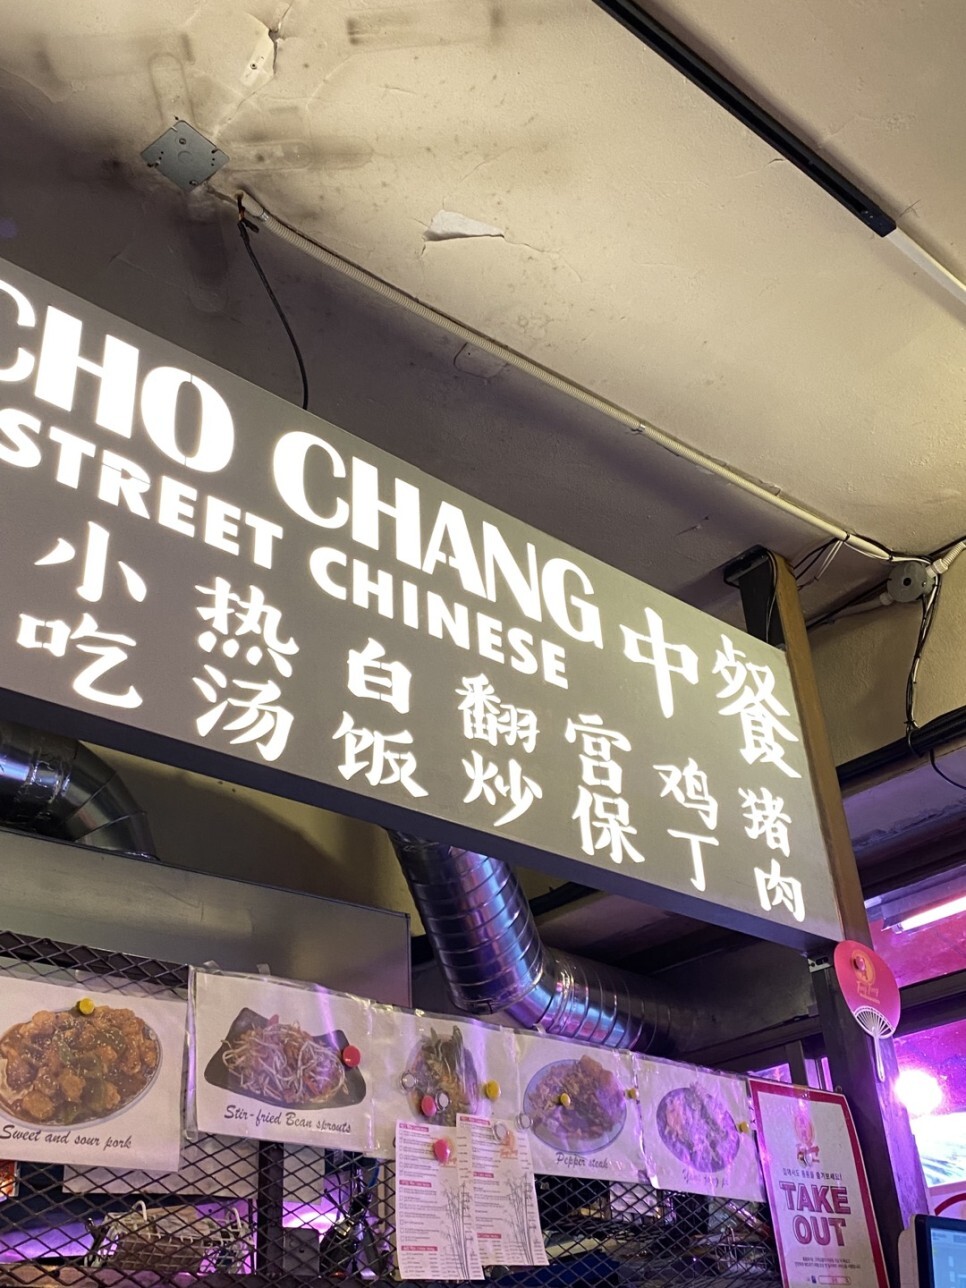 CHO CHANG 中餐
STREET CHINESE
小吃
热汤
白饭
翻炒
宫保
鸡丁
猪肉
Sweet and sour pork
Stir-fried Bean sprouts
Pepper steak
TAKE
OUT